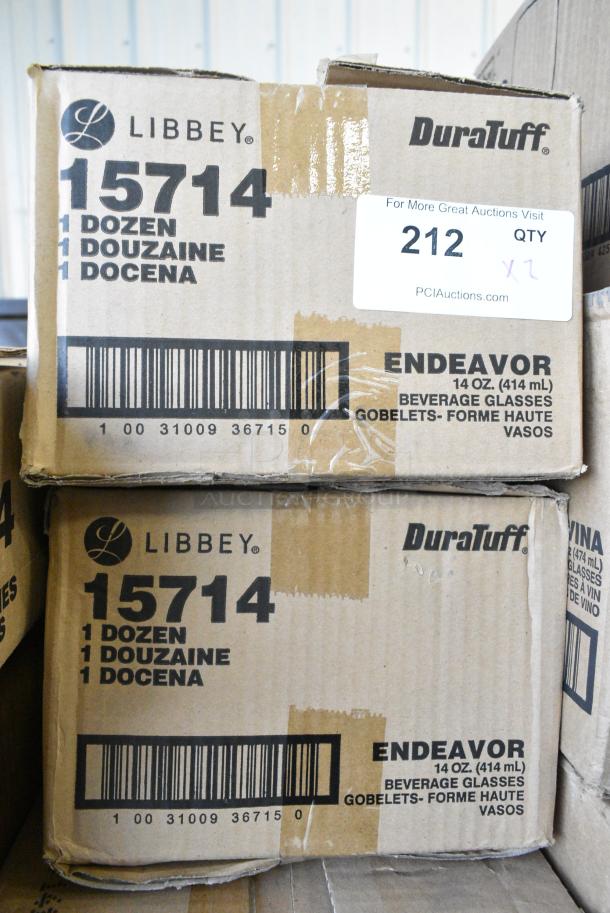 LIBBEY®
DuraTuff®
15714
1 DOZEN
1 DOUZAINE
1 DOCENA
For More Great Auctions Visit
212 QTY
X2
PCIAuctions.com
1 00 31009 36715 0
ENDEAVOR
14 OZ. (414 mL)
BEVERAGE GLASSES
GOBELETS- FORME HAUTE
VASOS
LIBBEY®
DuraTuff®
15714
1 DOZEN
1 DOUZAINE
1 DOCENA
1 00 31009 36715 0
ENDEAVOR
14 OZ. (414 mL)
BEVERAGE GLASSES
GOBELETS- FORME HAUTE
VASOS
VINA
(474 mL)
GLASSES
À VIN
DE VINO
4